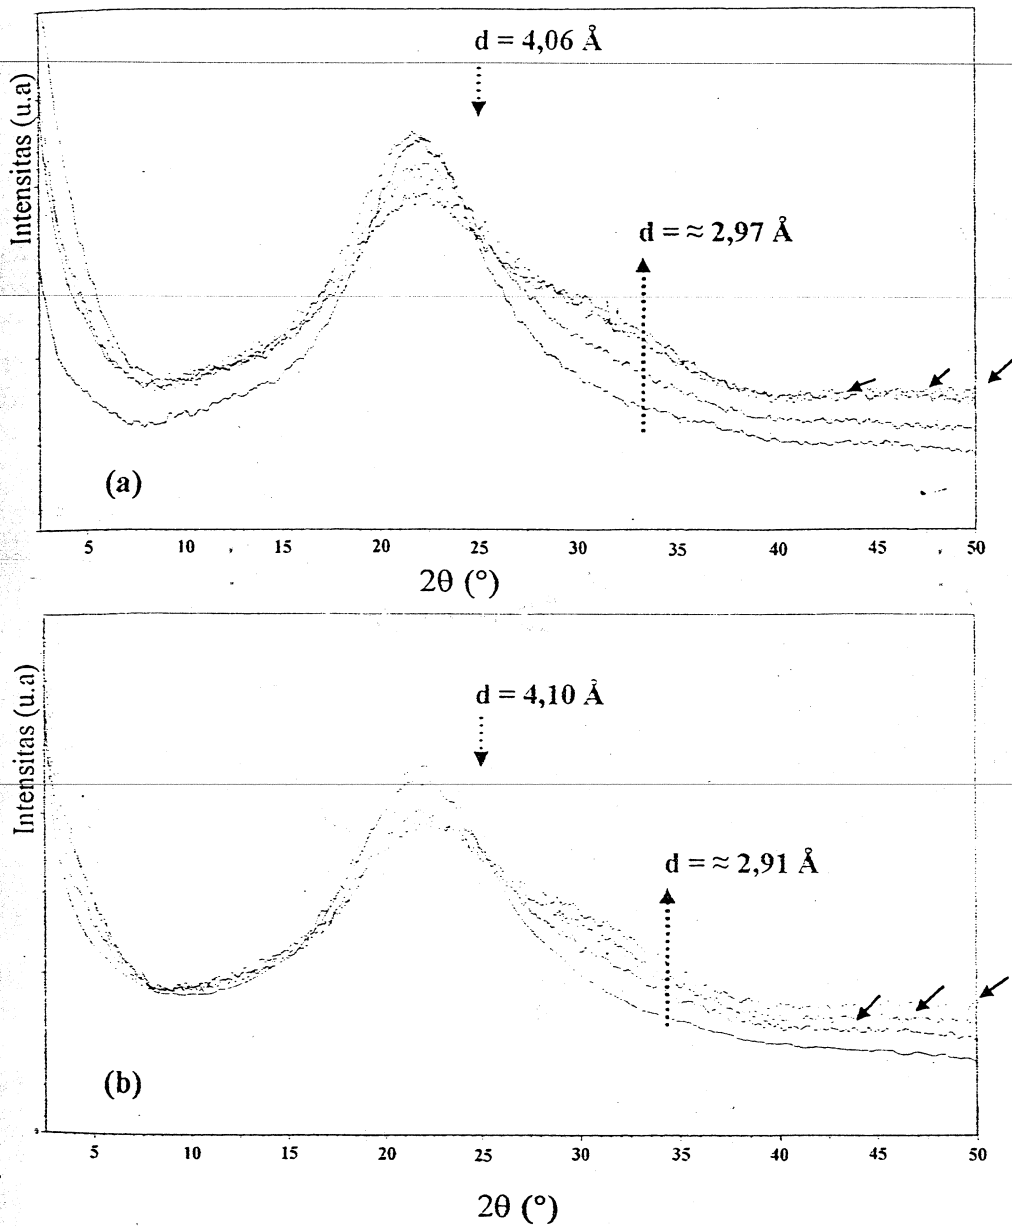 d = 4,06 Å
Intensitas (u.a)
d = ≈ 2,97 Å
(a)
5 10 15 20 25 30 35 40 45 50
2θ (°)
d = 4,10 Å
Intensitas (u.a)
d = ≈ 2,91 Å
(b)
5 10 15 20 25 30 35 40 45 50
2θ (°)